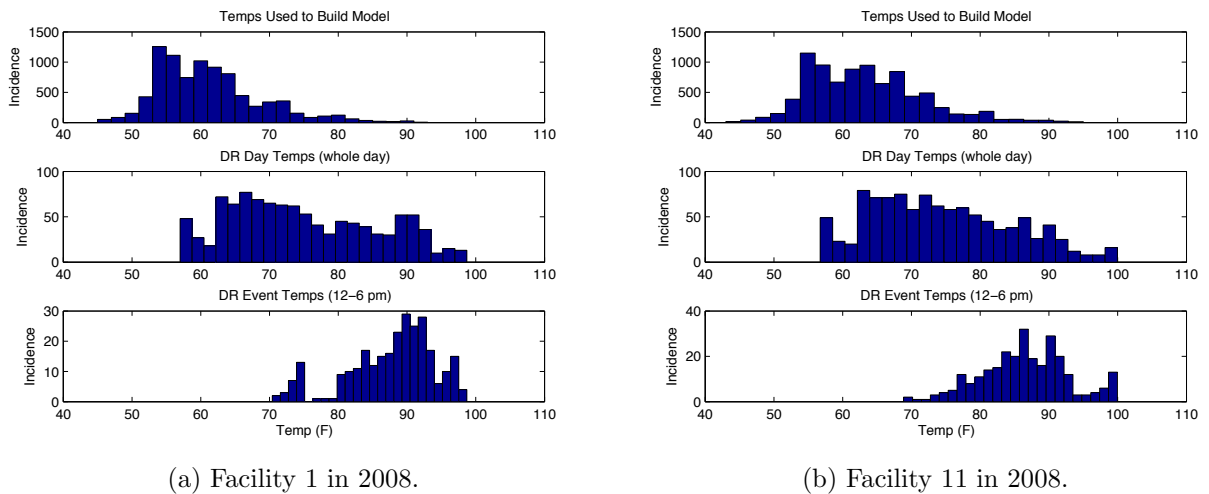 Temps Used to Build Model
Incidence
1500
1000
500
0
40 50 60 70 80 90 100 110
DR Day Temps (whole day)
Incidence
100
50
0
40 50 60 70 80 90 100 110
DR Event Temps (12−6 pm)
Incidence
30
20
10
0
40 50 60 70 80 90 100 110
Temp (F)
(a) Facility 1 in 2008.
Temps Used to Build Model
Incidence
1500
1000
500
0
40 50 60 70 80 90 100 110
DR Day Temps (whole day)
Incidence
100
50
0
40 50 60 70 80 90 100 110
DR Event Temps (12−6 pm)
Incidence
40
20
0
40 50 60 70 80 90 100 110
Temp (F)
(b) Facility 11 in 2008.